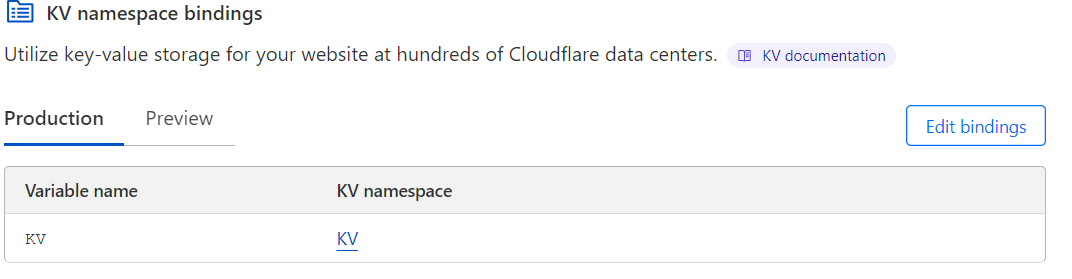 KV namespace bindings
Utilize key-value storage for your website at hundreds of Cloudflare data centers. KV documentation
Production Preview Edit bindings
Variable name KV namespace
KV KV